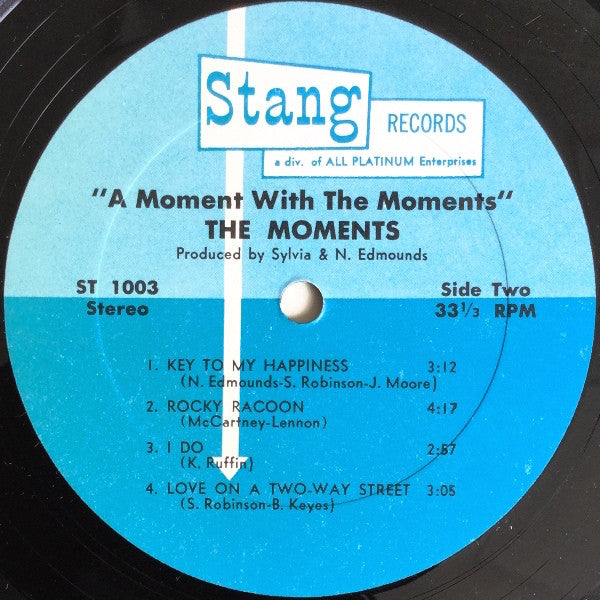 Stang
RECORDS
a div. of ALL PLATINUM Enterprises
"A Moment With The Moments"
THE MOMENTS
Produced by Sylvia & N. Edmounds
ST 1003
Stereo
Side Two
33 1/3 RPM
1. KEY TO MY HAPPINESS 3:12
(N. Edmounds-S. Robinson-J. Moore)
2. ROCKY RACOON 4:17
(McCartney-Lennon)
3. I DO 2:57
(K. Ruffin)
4. LOVE ON A TWO-WAY STREET 3:05
(S. Robinson-B. Keyes)